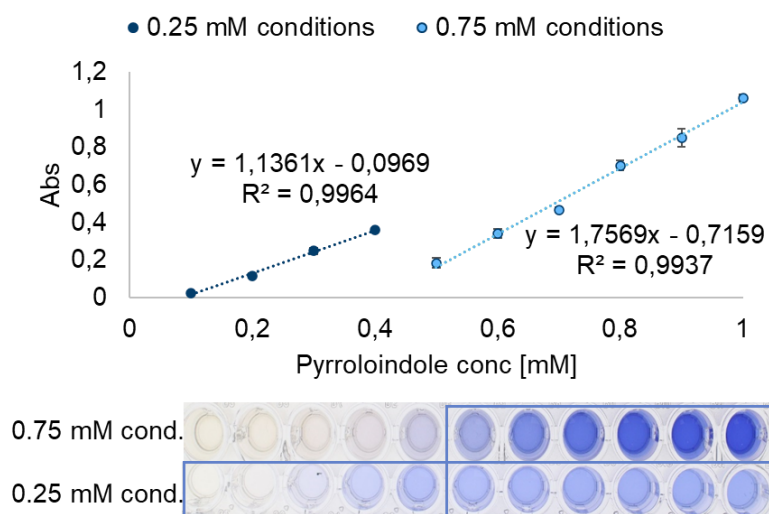 0.25 mM conditions 0.75 mM conditions
1,2
1
0,8
0,6
0,4
0,2
0
Abs
y = 1,1361x - 0,0969
R² = 0,9964
y = 1,7569x - 0,7159
R² = 0,9937
0 0,2 0,4 0,6 0,8 1
Pyrroloindole conc [mM]
0.75 mM cond.
0.25 mM cond.